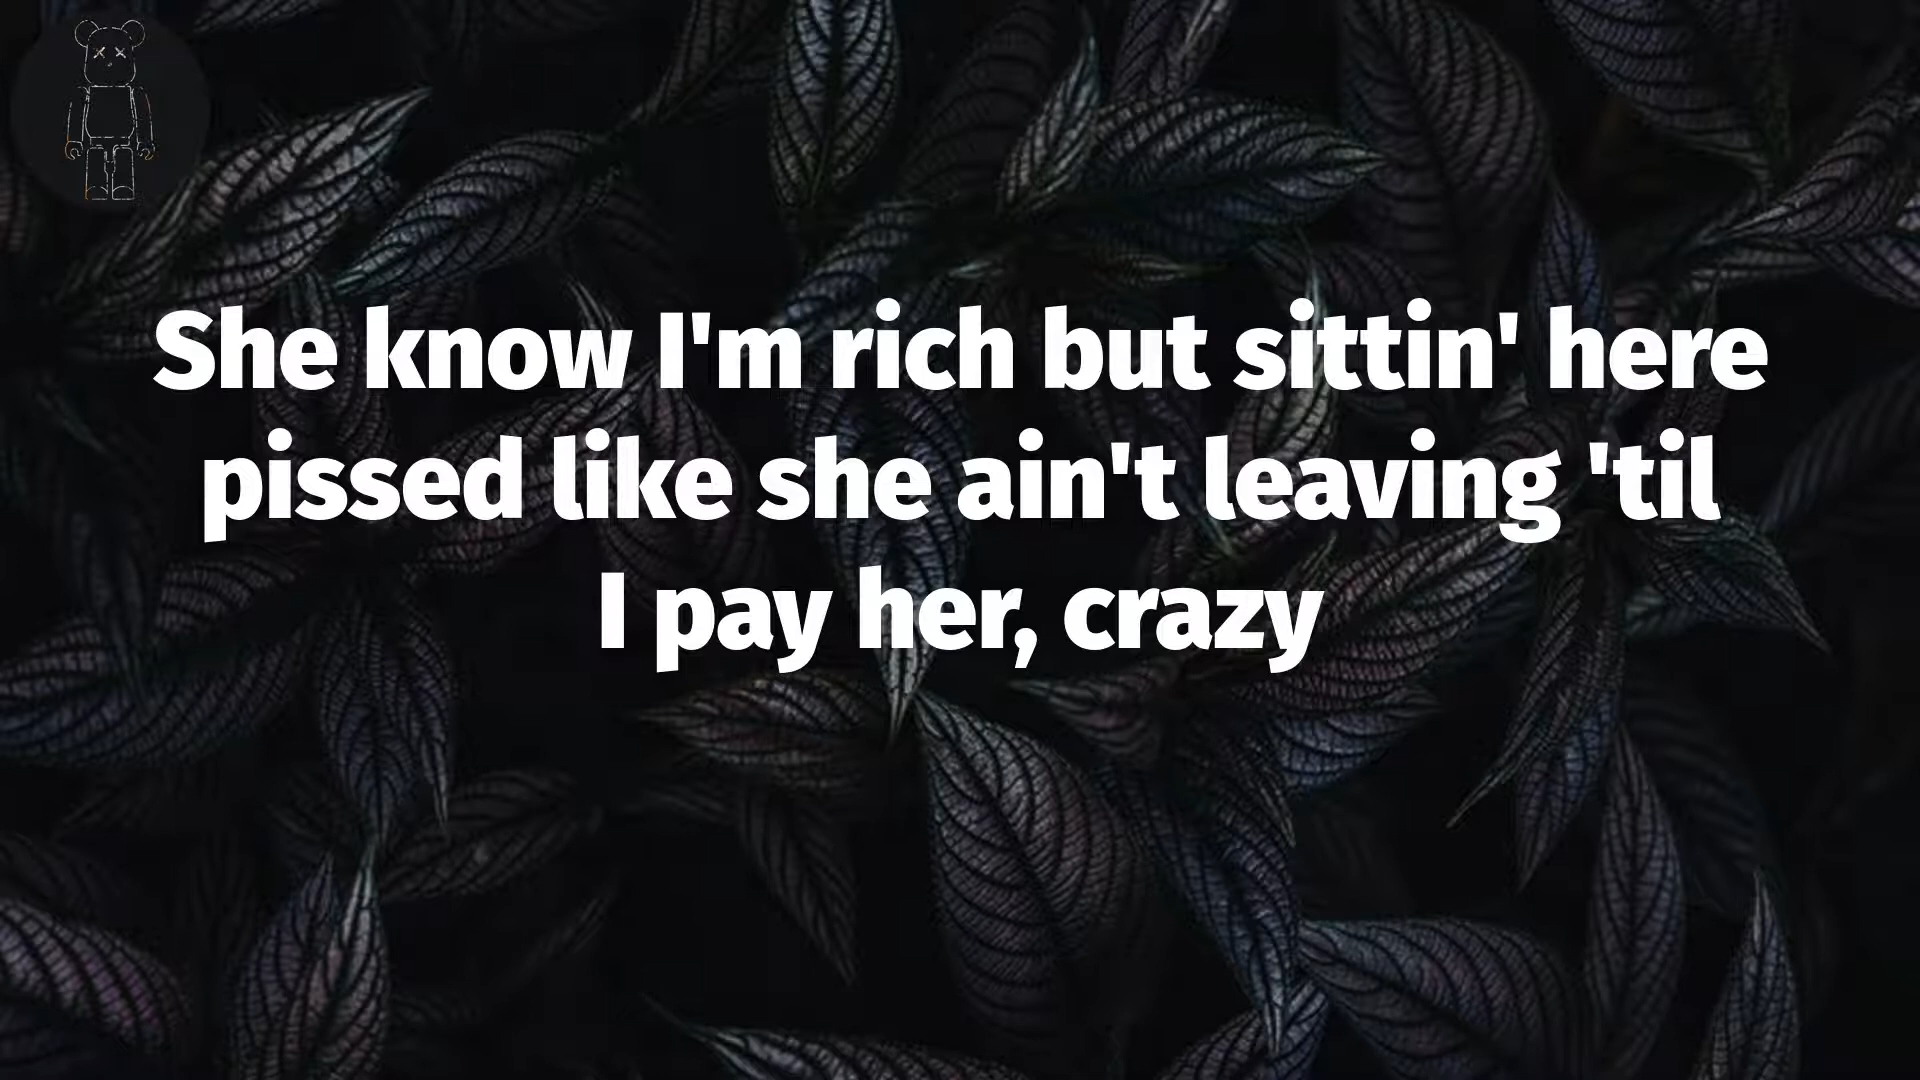 She know I'm rich but sittin' here
pissed like she ain't leaving 'til
I pay her, crazy